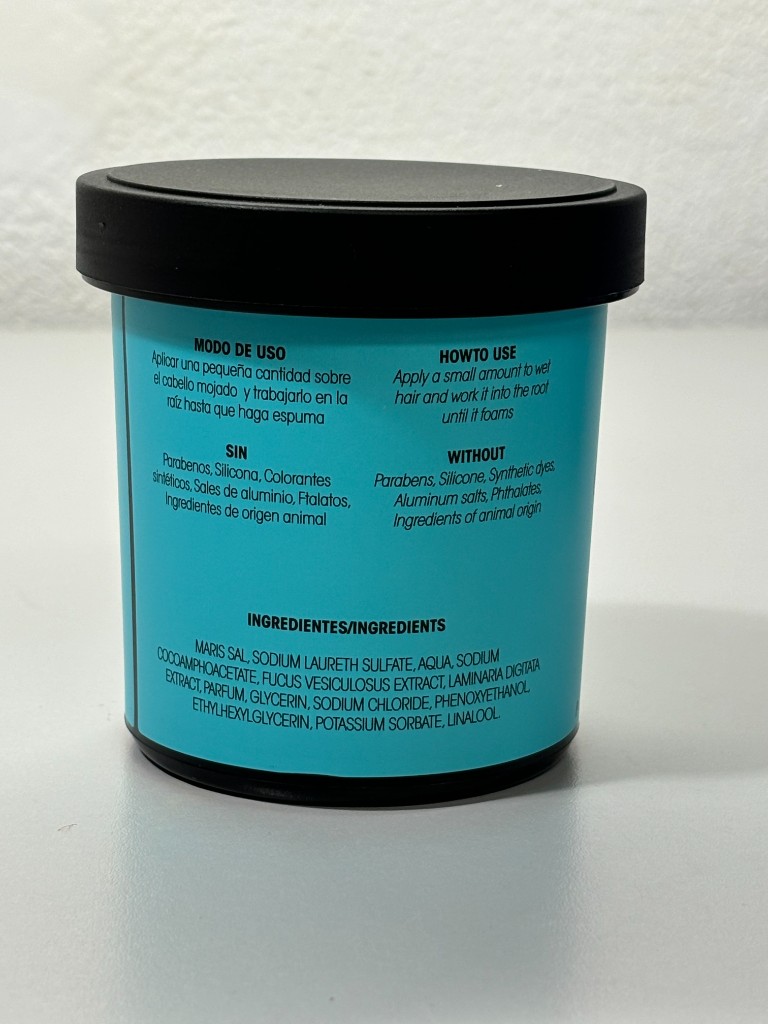 MODO DE USO
Aplicar una pequeña cantidad sobre
el cabello mojado y trabajarlo en la
raíz hasta que haga espuma
SIN
Parabenos, Silicona, Colorantes
sintéticos, Sales de aluminio, Ftalatos,
Ingredientes de origen animal
HOWTO USE
Apply a small amount to wet
hair and work it into the root
until it foams
WITHOUT
Parabens, Silicone, Synthetic dyes,
Aluminum salts, Phthalates,
Ingredients of animal origin
INGREDIENTES/INGREDIENTS
MARIS SAL, SODIUM LAURETH SULFATE, AQUA, SODIUM
COCOAMPHOACETATE, FUCUS VESICULOSUS EXTRACT, LAMINARIA DIGITATA
EXTRACT, PARFUM, GLYCERIN, SODIUM CHLORIDE, PHENOXYETHANOL,
ETHYLHEXYLGLYCERIN, POTASSIUM SORBATE, LINALOOL.